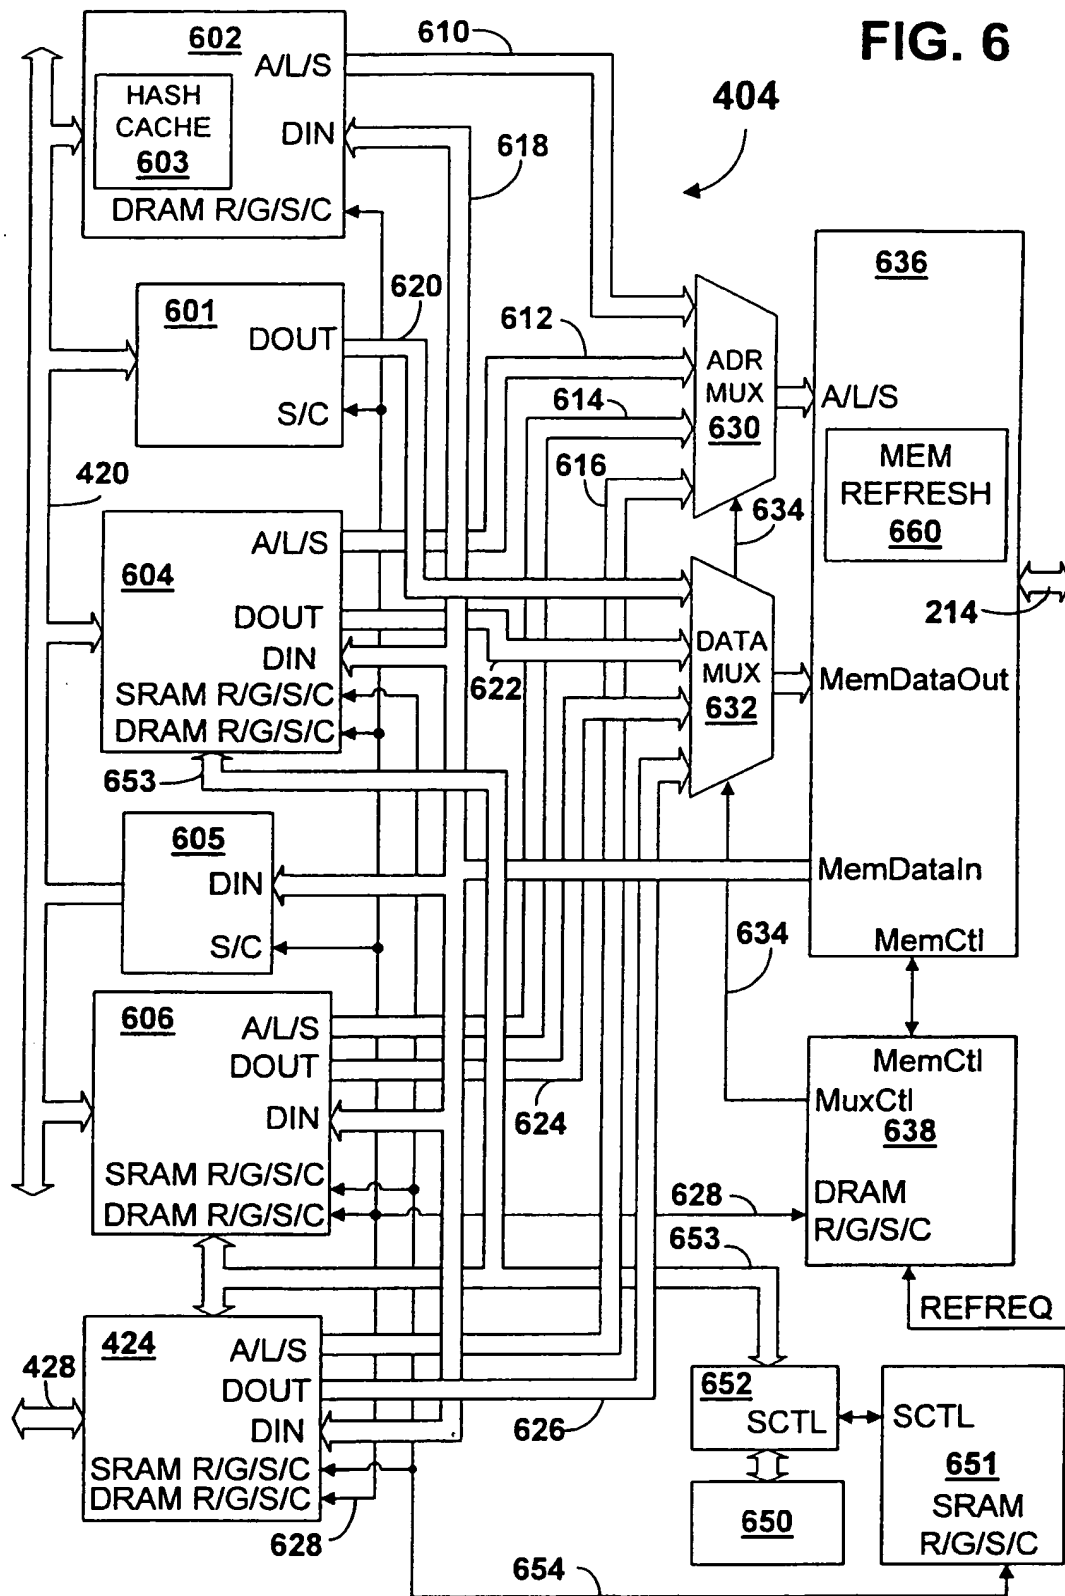 FIG. 6
404
602
A/L/S
HASH
CACHE
603
DIN
DRAM R/G/S/C
610
618
601
DOUT
S/C
620
612
614
616
420
604
A/L/S
DOUT
DIN
SRAM R/G/S/C
DRAM R/G/S/C
622
653
ADR
MUX
630
634
DATA
MUX
632
636
A/L/S
MEM
REFRESH
660
214
MemDataOut
MemDataIn
MemCtl
605
DIN
S/C
634
606
A/L/S
DOUT
DIN
SRAM R/G/S/C
DRAM R/G/S/C
624
MemCtl
MuxCtl
638
DRAM
R/G/S/C
628
653
REFREQ
424
A/L/S
DOUT
DIN
SRAM R/G/S/C
DRAM R/G/S/C
428
626
628
652
SCTL
650
SCTL
651
SRAM
R/G/S/C
654